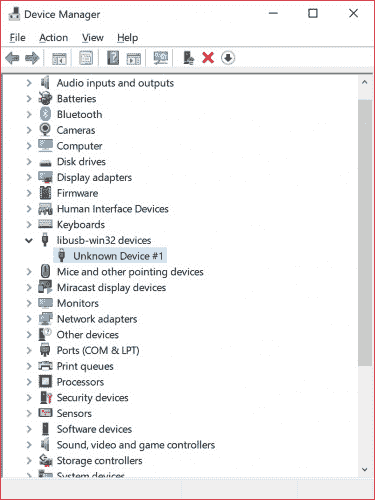 Device Manager
File Action View Help
Audio inputs and outputs
Batteries
Bluetooth
Cameras
Computer
Disk drives
Display adapters
Firmware
Human Interface Devices
Keyboards
libusb-win32 devices
Unknown Device #1
Mice and other pointing devices
Miracast display devices
Monitors
Network adapters
Other devices
Ports (COM & LPT)
Print queues
Processors
Security devices
Sensors
Software devices
Sound, video and game controllers
Storage controllers
System devices